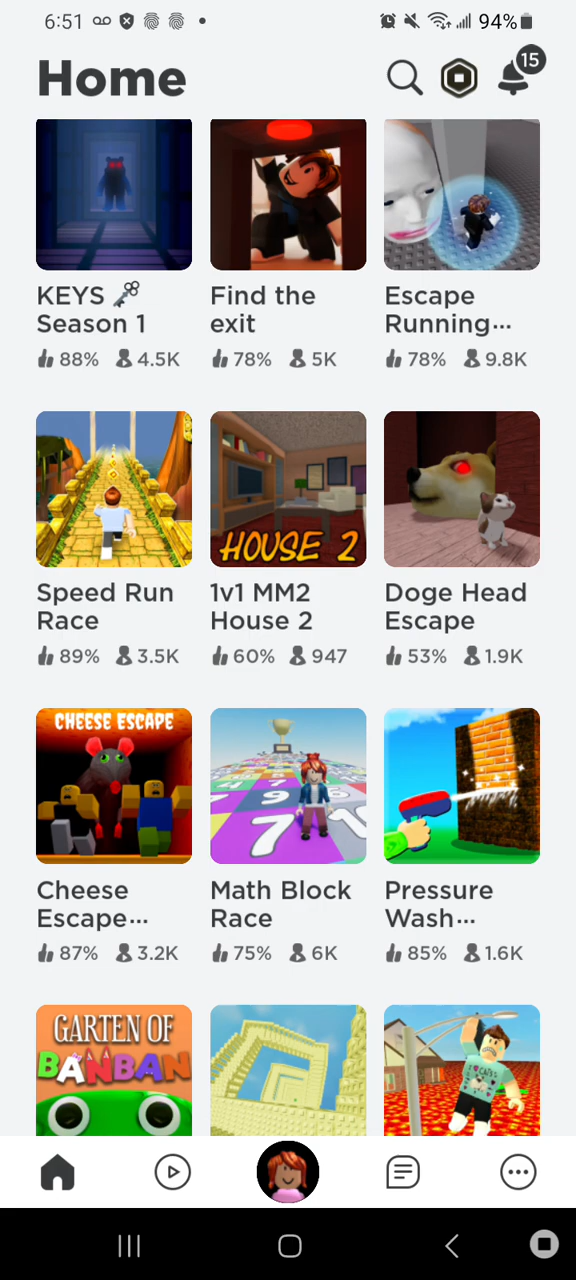 6:51
94%
Home
15
KEYS 🗝
Season 1
88% 4.5K
Find the
exit
78% 5K
Escape
Running...
78% 9.8K
HOUSE 2
Speed Run
Race
89% 3.5K
1v1 MM2
House 2
60% 947
Doge Head
Escape
53% 1.9K
CHEESE ESCAPE
9
7
Cheese
Escape...
87% 3.2K
Math Block
Race
75% 6K
Pressure
Wash...
85% 1.6K
GARTEN OF
BANBAN
I ♥ CATS